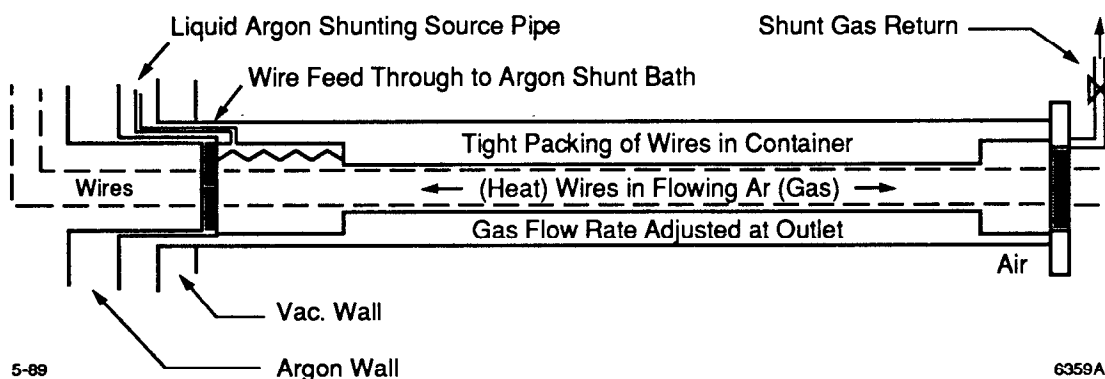 Liquid Argon Shunting Source Pipe
Shunt Gas Return
Wire Feed Through to Argon Shunt Bath
Tight Packing of Wires in Container
Wires
(Heat) Wires in Flowing Ar (Gas)
Gas Flow Rate Adjusted at Outlet
Air
Vac. Wall
Argon Wall
5-89
6359A